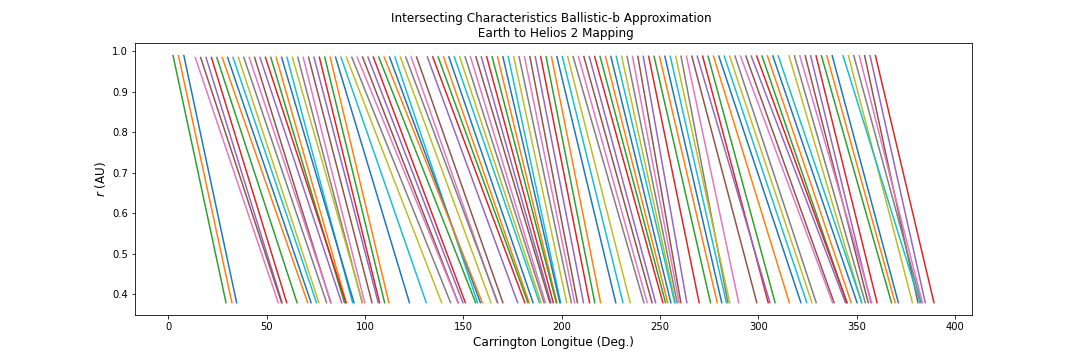 Intersecting Characteristics Ballistic-b Approximation
Earth to Helios 2 Mapping
1.0
0.9
0.8
0.7
0.6
0.5
0.4
r (AU)
0 50 100 150 200 250 300 350 400
Carrington Longitue (Deg.)